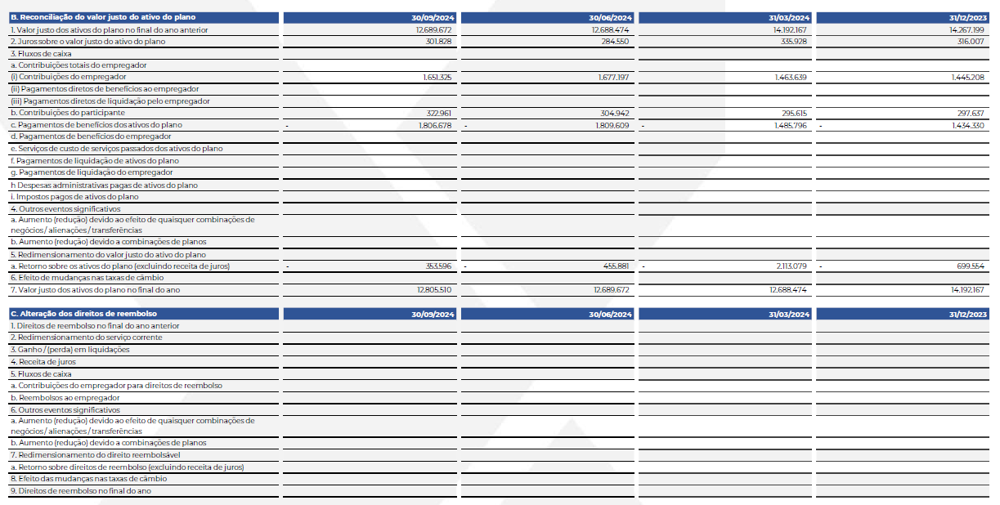 B. Reconciliação do valor justo do ativo do plano 30/09/2024 30/06/2024 31/03/2024 31/12/2023
1. Valor justo dos ativos do plano no final do ano anterior 12.689.672 12.688.474 14.192.167 14.267.199
2. Juros sobre o valor justo do ativo do plano 301.828 284.550 335.928 316.007
3. Fluxos de caixa
a. Contribuições totais do empregador
(i) Contribuições do empregador 1.651.325 1.677.197 1.463.639 1.445.208
(ii) Pagamentos diretos de benefícios ao empregador
(iii) Pagamentos diretos de liquidação pelo empregador
b. Contribuições do participante 322.961 304.942 295.615 297.637
c. Pagamentos de benefícios dos ativos do plano - 1.806.678 - 1.809.609 - 1.485.796 - 1.434.330
d. Pagamentos de benefícios do empregador
e. Serviços de custo de serviços passados dos ativos do plano
f. Pagamentos de liquidação de ativos do plano
g. Pagamentos de liquidação do empregador
h Despesas administrativas pagas de ativos do plano
i. Impostos pagos de ativos do plano
4. Outros eventos significativos
a. Aumento (redução) devido ao efeito de quaisquer combinações de
negócios / alienações / transferências
b. Aumento (redução) devido a combinações de planos
5. Redimensionamento do valor justo do ativo do plano
a. Retorno sobre os ativos do plano (excluindo receita de juros) - 353.596 - 455.881 - 2.113.079 - 699.554
6. Efeito de mudanças nas taxas de câmbio
7. Valor justo dos ativos do plano no final do ano 12.805.510 12.689.672 12.688.474 14.192.167
C. Alteração dos direitos de reembolso 30/09/2024 30/06/2024 31/03/2024 31/12/2023
1. Direitos de reembolso no final do ano anterior
2. Redimensionamento do serviço corrente
3. Ganho / (perda) em liquidações
4. Receita de juros
5. Fluxos de caixa
a. Contribuições do empregador para direitos de reembolso
b. Reembolsos ao empregador
6. Outros eventos significativos
a. Aumento (redução) devido ao efeito de quaisquer combinações de
negócios / alienações / transferências
b. Aumento (redução) devido a combinações de planos
7. Redimensionamento do direito reembolsável
a. Retorno sobre direitos de reembolso (excluindo receita de juros)
8. Efeito das mudanças nas taxas de câmbio
9. Direitos de reembolso no final do ano